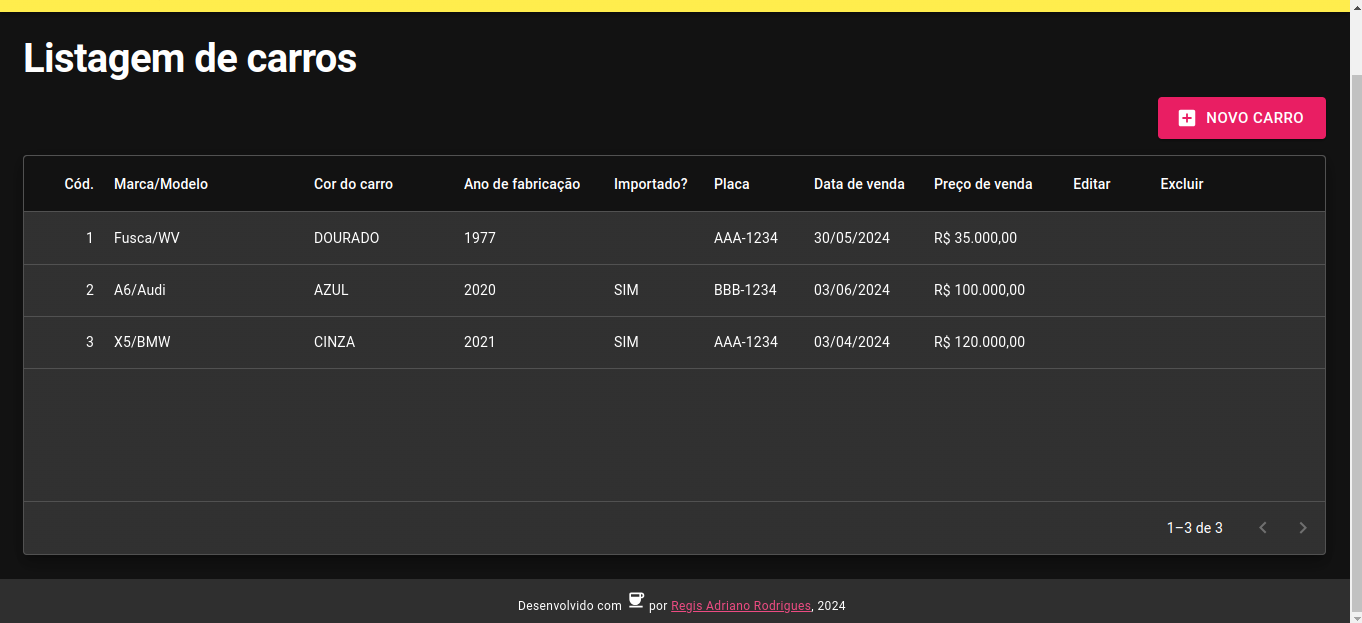 Listagem de carros
NOVO CARRO
Cód. Marca/Modelo Cor do carro Ano de fabricação Importado? Placa Data de venda Preço de venda Editar Excluir
1 Fusca/WV DOURADO 1977 AAA-1234 30/05/2024 R$ 35.000,00
2 A6/Audi AZUL 2020 SIM BBB-1234 03/06/2024 R$ 100.000,00
3 X5/BMW CINZA 2021 SIM AAA-1234 03/04/2024 R$ 120.000,00
1–3 de 3
Desenvolvido com por Regis Adriano Rodrigues, 2024